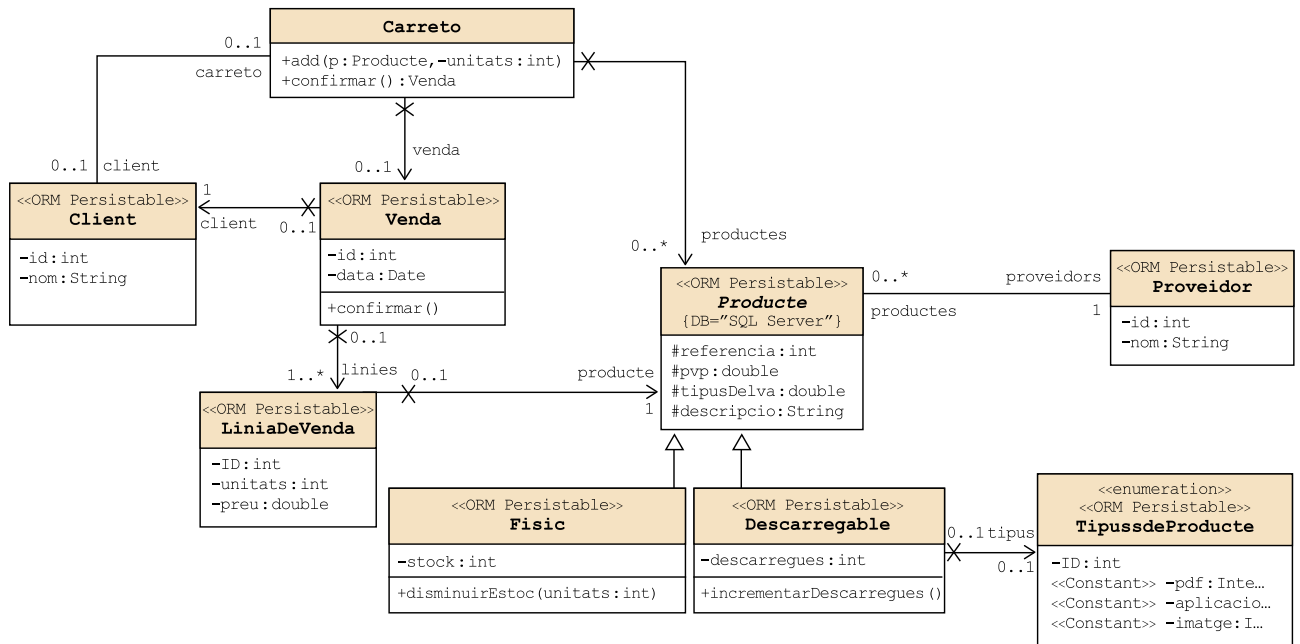 Carreto
+add(p:Producte,-unitats:int)
+confirmar():Venda
0..1
carreto
0..1 client
venda
0..1
<<ORM Persistable>>
Client
-id:int
-nom:String
1
client
0..1
<<ORM Persistable>>
Venda
-id:int
-data:Date
+confirmar()
productes
0..*
<<ORM Persistable>>
Producte
{DB="SQL Server"}
#referencia:int
#pvp:double
#tipusDelva:double
#descripcio:String
0..*
productes
proveidors
1
<<ORM Persistable>>
Proveidor
-id:int
-nom:String
0..1
linies
1..*
0..1
producte
1
<<ORM Persistable>>
LiniaDeVenda
-ID:int
-unitats:int
-preu:double
<<ORM Persistable>>
Fisic
-stock:int
+disminuirEstoc(unitats:int)
<<ORM Persistable>>
Descarregable
-descarregues:int
+incrementarDescarregues()
0..1 tipus
0..1
<<enumeration>>
<<ORM Persistable>>
TipussdeProducte
-ID:int
<<Constant>> -pdf:Inte…
<<Constant>> -aplicacio…
<<Constant>> -imatge:I…